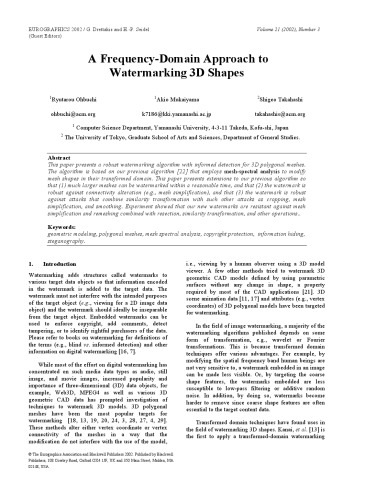 EUROGRAPHICS 2002 / G. Drettakis and H.-P. Seidel
(Guest Editors)
Volume 21 (2002), Number 3
A Frequency-Domain Approach to
Watermarking 3D Shapes
1Ryutarou Ohbuchi
1Akio Mukaiyama
2Shigeo Takahashi
ohbuchi@acm.org
k7186@kki.yamanashi.ac.jp
takahashis@acm.org
1 Computer Science Department, Yamanashi University, 4-3-11 Takeda, Kofu-shi, Japan
2 The University of Tokyo, Graduate School of Arts and Sciences, Department of General Studies.
Abstract
This paper presents a robust watermarking algorithm with informed detection for 3D polygonal meshes.
The algorithm is based on our previous algorithm [22] that employs mesh-spectral analysis to modify
mesh shapes in their transformed domain. This paper presents extensions to our previous algorithm so
that (1) much larger meshes can be watermarked within a reasonable time, and that (2) the watermark is
robust against connectivity alteration (e.g., mesh simplification), and that (3) the watermark is robust
against attacks that combine similarity transformation with such other attacks as cropping, mesh
simplification, and smoothing. Experiment showed that our new watermarks are resistant against mesh
simplification and remeshing combined with resection, similarity transformation, and other operations.
Keywords:
geometric modeling, polygonal meshes, mesh spectral analysis, copyright protection, information hiding,
steganography.
1. Introduction
Watermarking adds structures called watermarks to
various target data objects so that information encoded
in the watermark is added to the target data. The
watermark must not interfere with the intended purposes
of the target object (e.g., viewing for a 2D image data
object) and the watermark should ideally be inseparable
from the target object. Embedded watermarks can be
used to enforce copyright, add comments, detect
tampering, or to identify rightful purchasers of the data.
Please refer to books on watermarking for definitions of
the terms (e.g., blind vs. informed detection) and other
information on digital watermarking [16, 7].
While most of the effort on digital watermarking has
concentrated on such media data types as audio, still
image, and movie images, increased popularity and
importance of three-dimensional (3D) data objects, for
example, Web3D, MPEG4 as well as various 3D
geometric CAD data has prompted investigation of
techniques to watermark 3D models. 3D polygonal
meshes have been the most popular targets for
watermarking [18, 13, 19, 20, 24, 3, 28, 27, 4, 29].
These methods alter either vertex coordinate or vertex
connectivity of the meshes in a way that the
modification do not interfere with the use of the model,
i.e., viewing by a human observer using a 3D model
viewer. A few other methods tried to watermark 3D
geometric CAD models defined by using parametric
surfaces without any change in shape, a property
required by most of the CAD applications [21]. 3D
scene animation data [11, 17] and attributes (e.g., vertex
coordinates) of 3D polygonal models have been targeted
for watermarking.
In the field of image watermarking, a majority of the
watermarking algorithms published depends on some
form of transformation, e.g., wavelet or Fourier
transformations. This is because transformed domain
techniques offer various advantages. For example, by
modifying the spatial frequency band human beings are
not very sensitive to, a watermark embedded in an image
can be made less visible. Or, by targeting the coarse
shape features, the watermarks embedded are less
susceptible to low-pass filtering or additive random
noise. In addition, by doing so, watermarks become
harder to remove since coarse shape features are often
essential to the target content data.
Transformed domain techniques have found uses in
the field of watermarking 3D shapes. Kanai, et al. [13] is
the first to apply a transformed-domain watermarking
© The Eurographics Association and Blackwell Publishers 2002. Published by Blackwell
Publishers, 108 Cowley Road, Oxford OX4 1JF, UK and 350 Main Street, Malden, MA
02148, USA.